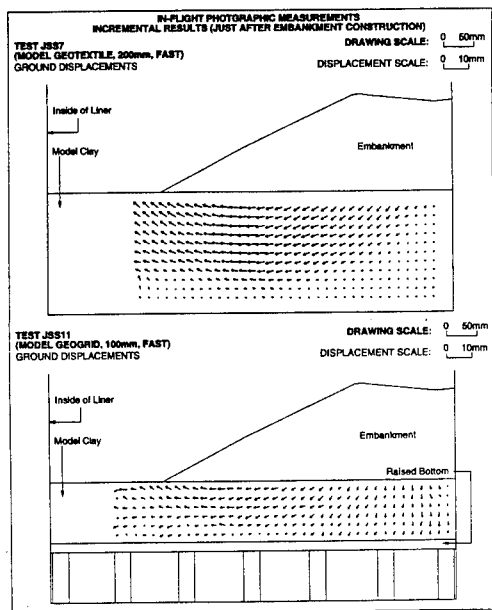 IN-FLIGHT PHOTGRAPHIC MEASUREMENTS
INCREMENTAL RESULTS (JUST AFTER EMBANKMENT CONSTRUCTION)
TEST JSS7
(MODEL GEOTEXTILE, 200mm, FAST)
GROUND DISPLACEMENTS
DRAWING SCALE: 0 50mm
DISPLACEMENT SCALE: 0 10mm
Inside of Liner
Model Clay
Embankment
TEST JSS11
(MODEL GEOGRID, 100mm, FAST)
GROUND DISPLACEMENTS
DRAWING SCALE: 0 50mm
DISPLACEMENT SCALE: 0 10mm
Inside of Liner
Embankment
Model Clay
Raised Bottom